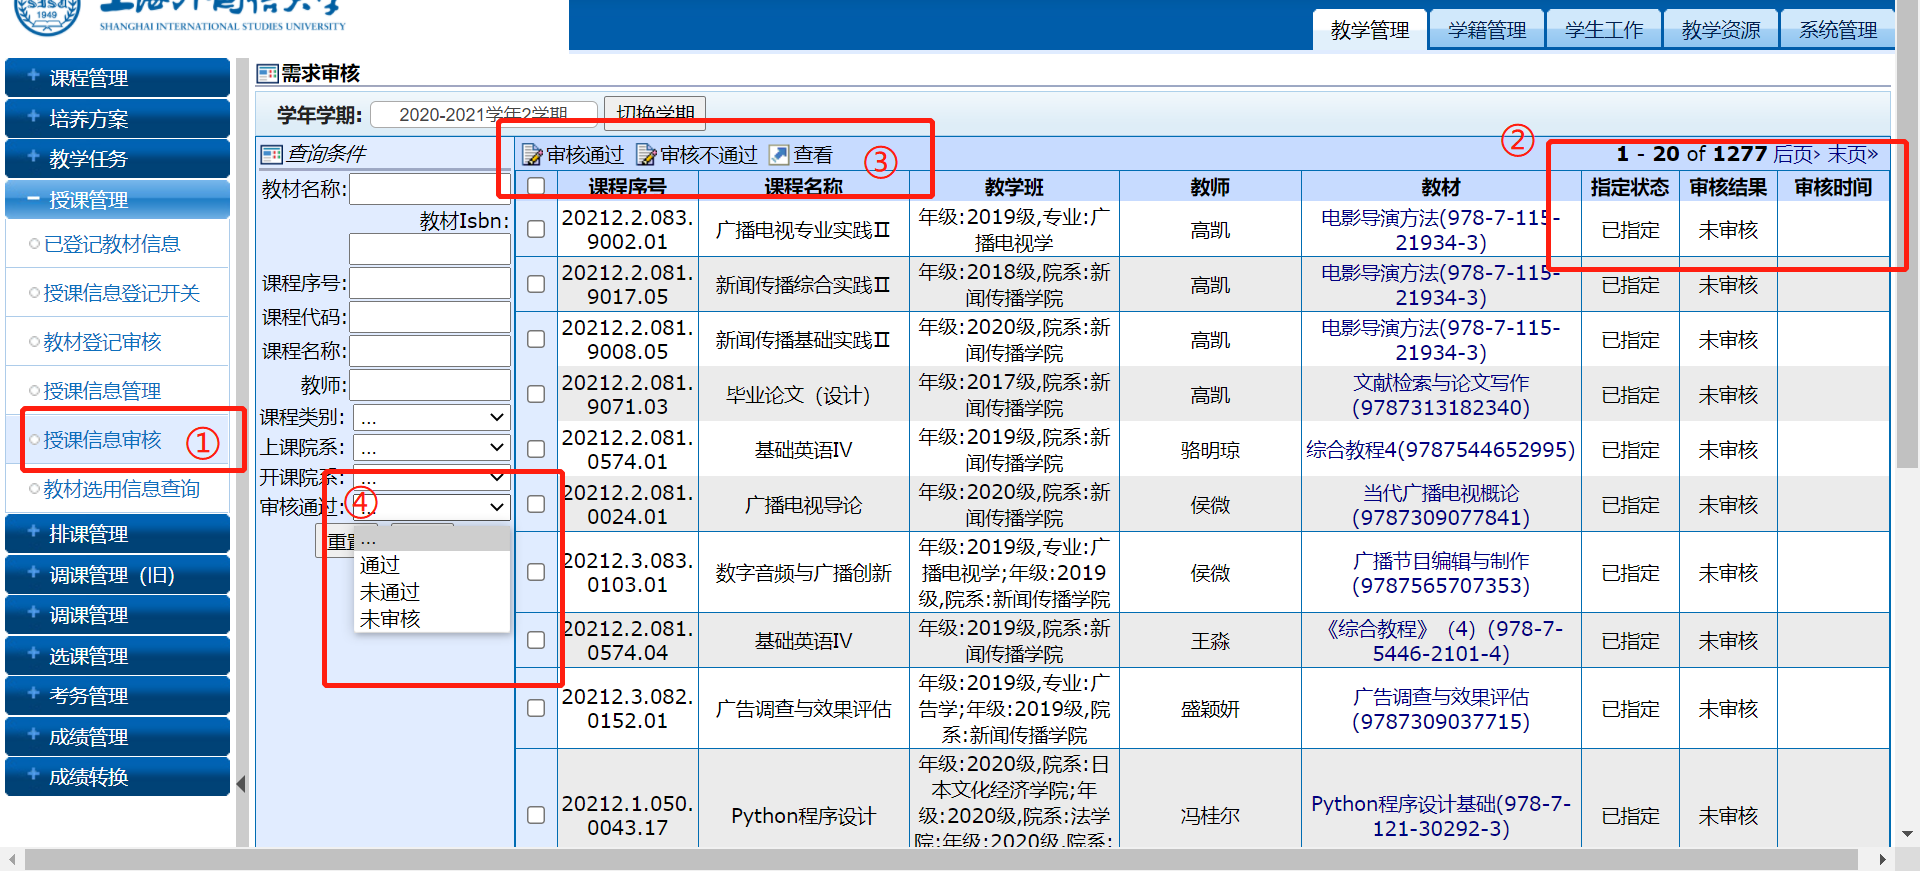 SISU
1949
SHANGHAI INTERNATIONAL STUDIES UNIVERSITY
教学管理 学籍管理 学生工作 教学资源 系统管理
课程管理
培养方案
教学任务
授课管理
已登记教材信息
授课信息登记开关
教材登记审核
授课信息管理
授课信息审核 ①
教材选用信息查询
排课管理
调课管理（旧）
调课管理
选课管理
考务管理
成绩管理
成绩转换
需求审核
学年学期: 2020-2021学年2学期 切换学期
查询条件
教材名称:
教材Isbn:
课程序号:
课程代码:
课程名称:
教师:
课程类别: ...
上课院系: ...
开课院系: ...
审核通过: ④ ...
重置
...
通过
未通过
未审核
审核通过 审核不通过 查看 ③
② 1 - 20 of 1277 后页› 末页»
课程序号 课程名称 教学班 教师 教材 指定状态 审核结果 审核时间
20212.2.083.9002.01 广播电视专业实践Ⅱ 年级:2019级,专业:广播电视学 高凯 电影导演方法(978-7-115-21934-3) 已指定 未审核
20212.2.081.9017.05 新闻传播综合实践Ⅱ 年级:2018级,院系:新闻传播学院 高凯 电影导演方法(978-7-115-21934-3) 已指定 未审核
20212.2.081.9008.05 新闻传播基础实践Ⅱ 年级:2020级,院系:新闻传播学院 高凯 电影导演方法(978-7-115-21934-3) 已指定 未审核
20212.2.081.9071.03 毕业论文（设计） 年级:2017级,院系:新闻传播学院 高凯 文献检索与论文写作(9787313182340) 已指定 未审核
20212.2.081.0574.01 基础英语Ⅳ 年级:2019级,院系:新闻传播学院 骆明琼 综合教程4(9787544652995) 已指定 未审核
20212.2.081.0024.01 广播电视导论 年级:2020级,院系:新闻传播学院 侯微 当代广播电视概论(9787309077841) 已指定 未审核
20212.3.083.0103.01 数字音频与广播创新 年级:2019级,专业:广播电视学;年级:2019级,院系:新闻传播学院 侯微 广播节目编辑与制作(9787565707353) 已指定 未审核
20212.2.081.0574.04 基础英语Ⅳ 年级:2019级,院系:新闻传播学院 王淼 《综合教程》（4）(978-7-5446-2101-4) 已指定 未审核
20212.3.082.0152.01 广告调查与效果评估 年级:2019级,专业:广告学;年级:2019级,院系:新闻传播学院 盛颖妍 广告调查与效果评估(9787309037715) 已指定 未审核
20212.1.050.0043.17 Python程序设计 年级:2020级,院系:日本文化经济学院;年级:2020级,院系:法学院;年级:2020级,院系: 冯桂尔 Python程序设计基础(978-7-121-30292-3) 已指定 未审核